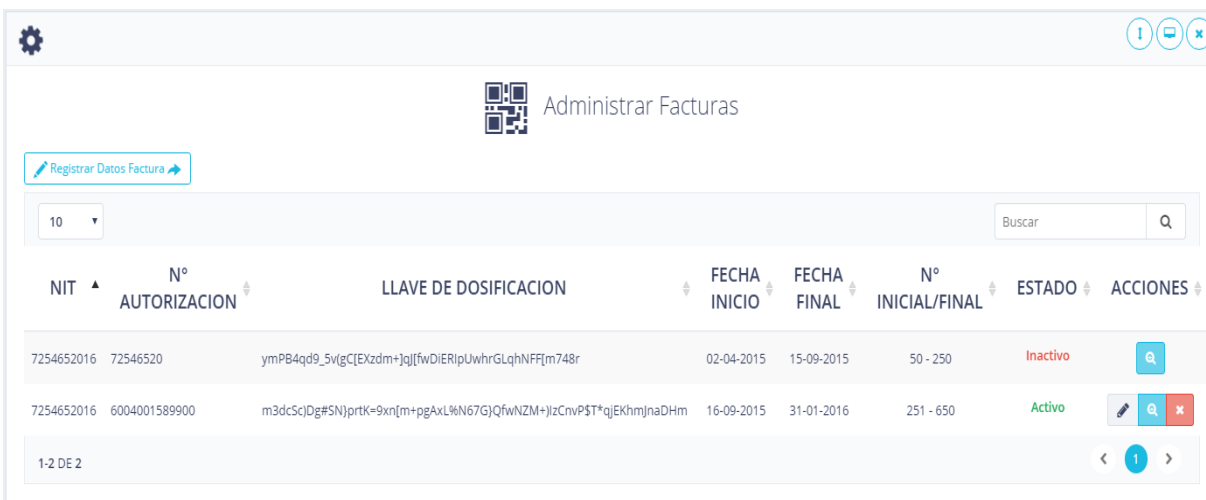 Administrar Facturas
Registrar Datos Factura
10
Buscar
NIT N° AUTORIZACION LLAVE DE DOSIFICACION FECHA INICIO FECHA FINAL N° INICIAL/FINAL ESTADO ACCIONES
7254652016 72546520 ymPB4qd9_5v(gC[EXzdm+]qJ[fwDiERIpUwhrGLqhNFF[m748r 02-04-2015 15-09-2015 50 - 250 Inactivo
7254652016 6004001589900 m3dcSc)Dg#SN}prtK=9xn[m+pgAxL%N67G}QfwNZM+)IzCnvP$T*qjEKhmJnaDHm 16-09-2015 31-01-2016 251 - 650 Activo
1-2 DE 2
1